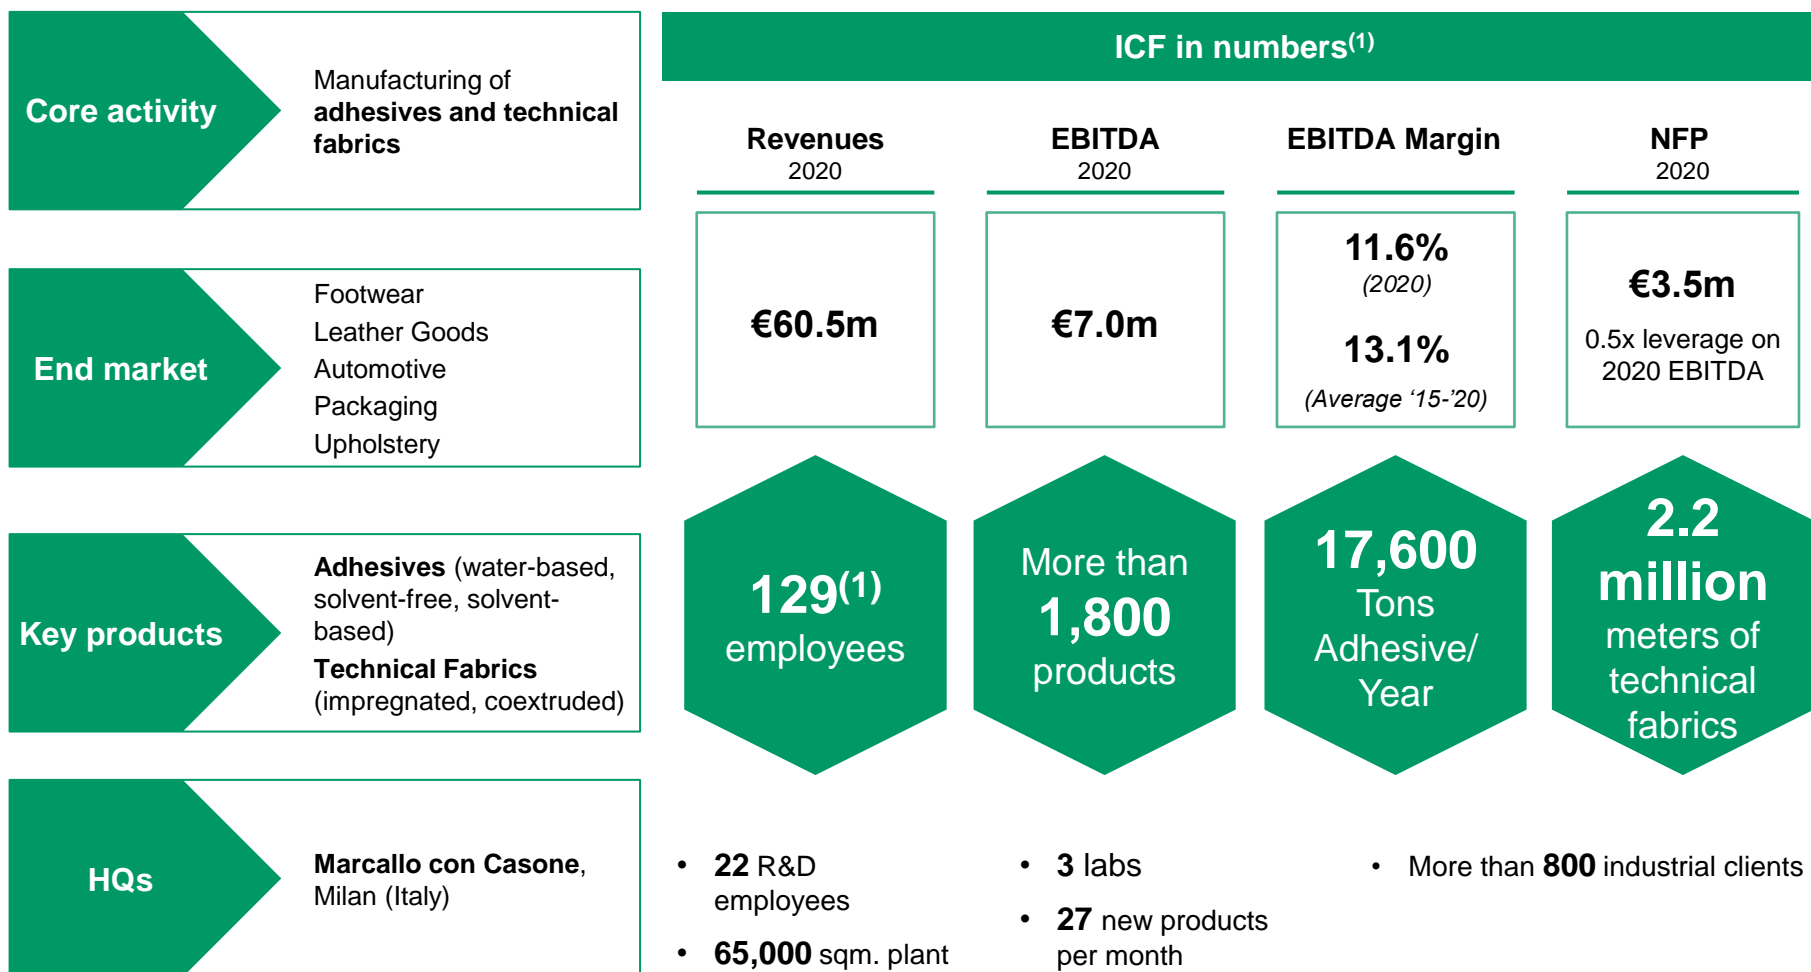 Core activity
Manufacturing of
adhesives and technical
fabrics
End market
Footwear
Leather Goods
Automotive
Packaging
Upholstery
Key products
Adhesives (water-based,
solvent-free, solvent-
based)
Technical Fabrics
(impregnated, coextruded)
HQs
Marcallo con Casone,
Milan (Italy)
ICF in numbers(1)
Revenues
2020
€60.5m
EBITDA
2020
€7.0m
EBITDA Margin
11.6%
(2020)
13.1%
(Average ‘15-’20)
NFP
2020
€3.5m
0.5x leverage on
2020 EBITDA
129(1)
employees
More than
1,800
products
17,600
Tons
Adhesive/
Year
2.2
million
meters of
technical
fabrics
• 22 R&D
employees
• 65,000 sqm. plant
• 3 labs
• 27 new products
per month
• More than 800 industrial clients